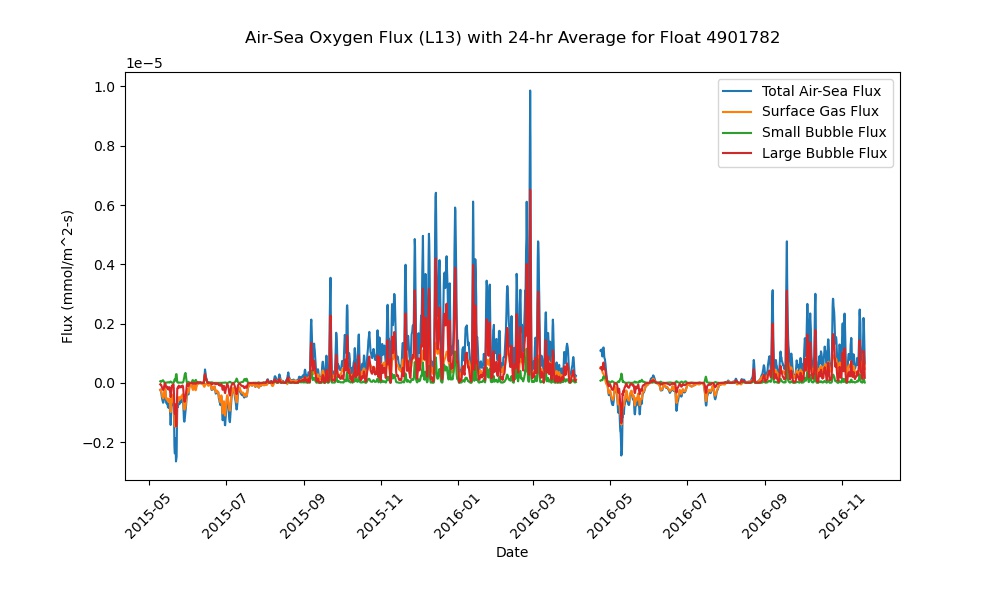 Air-Sea Oxygen Flux (L13) with 24-hr Average for Float 4901782
1e−5
Total Air-Sea Flux
Surface Gas Flux
Small Bubble Flux
Large Bubble Flux
1.0
0.8
0.6
0.4
0.2
0.0
−0.2
Flux (mmol/m^2-s)
2015-05
2015-07
2015-09
2015-11
2016-01
2016-03
2016-05
2016-07
2016-09
2016-11
Date